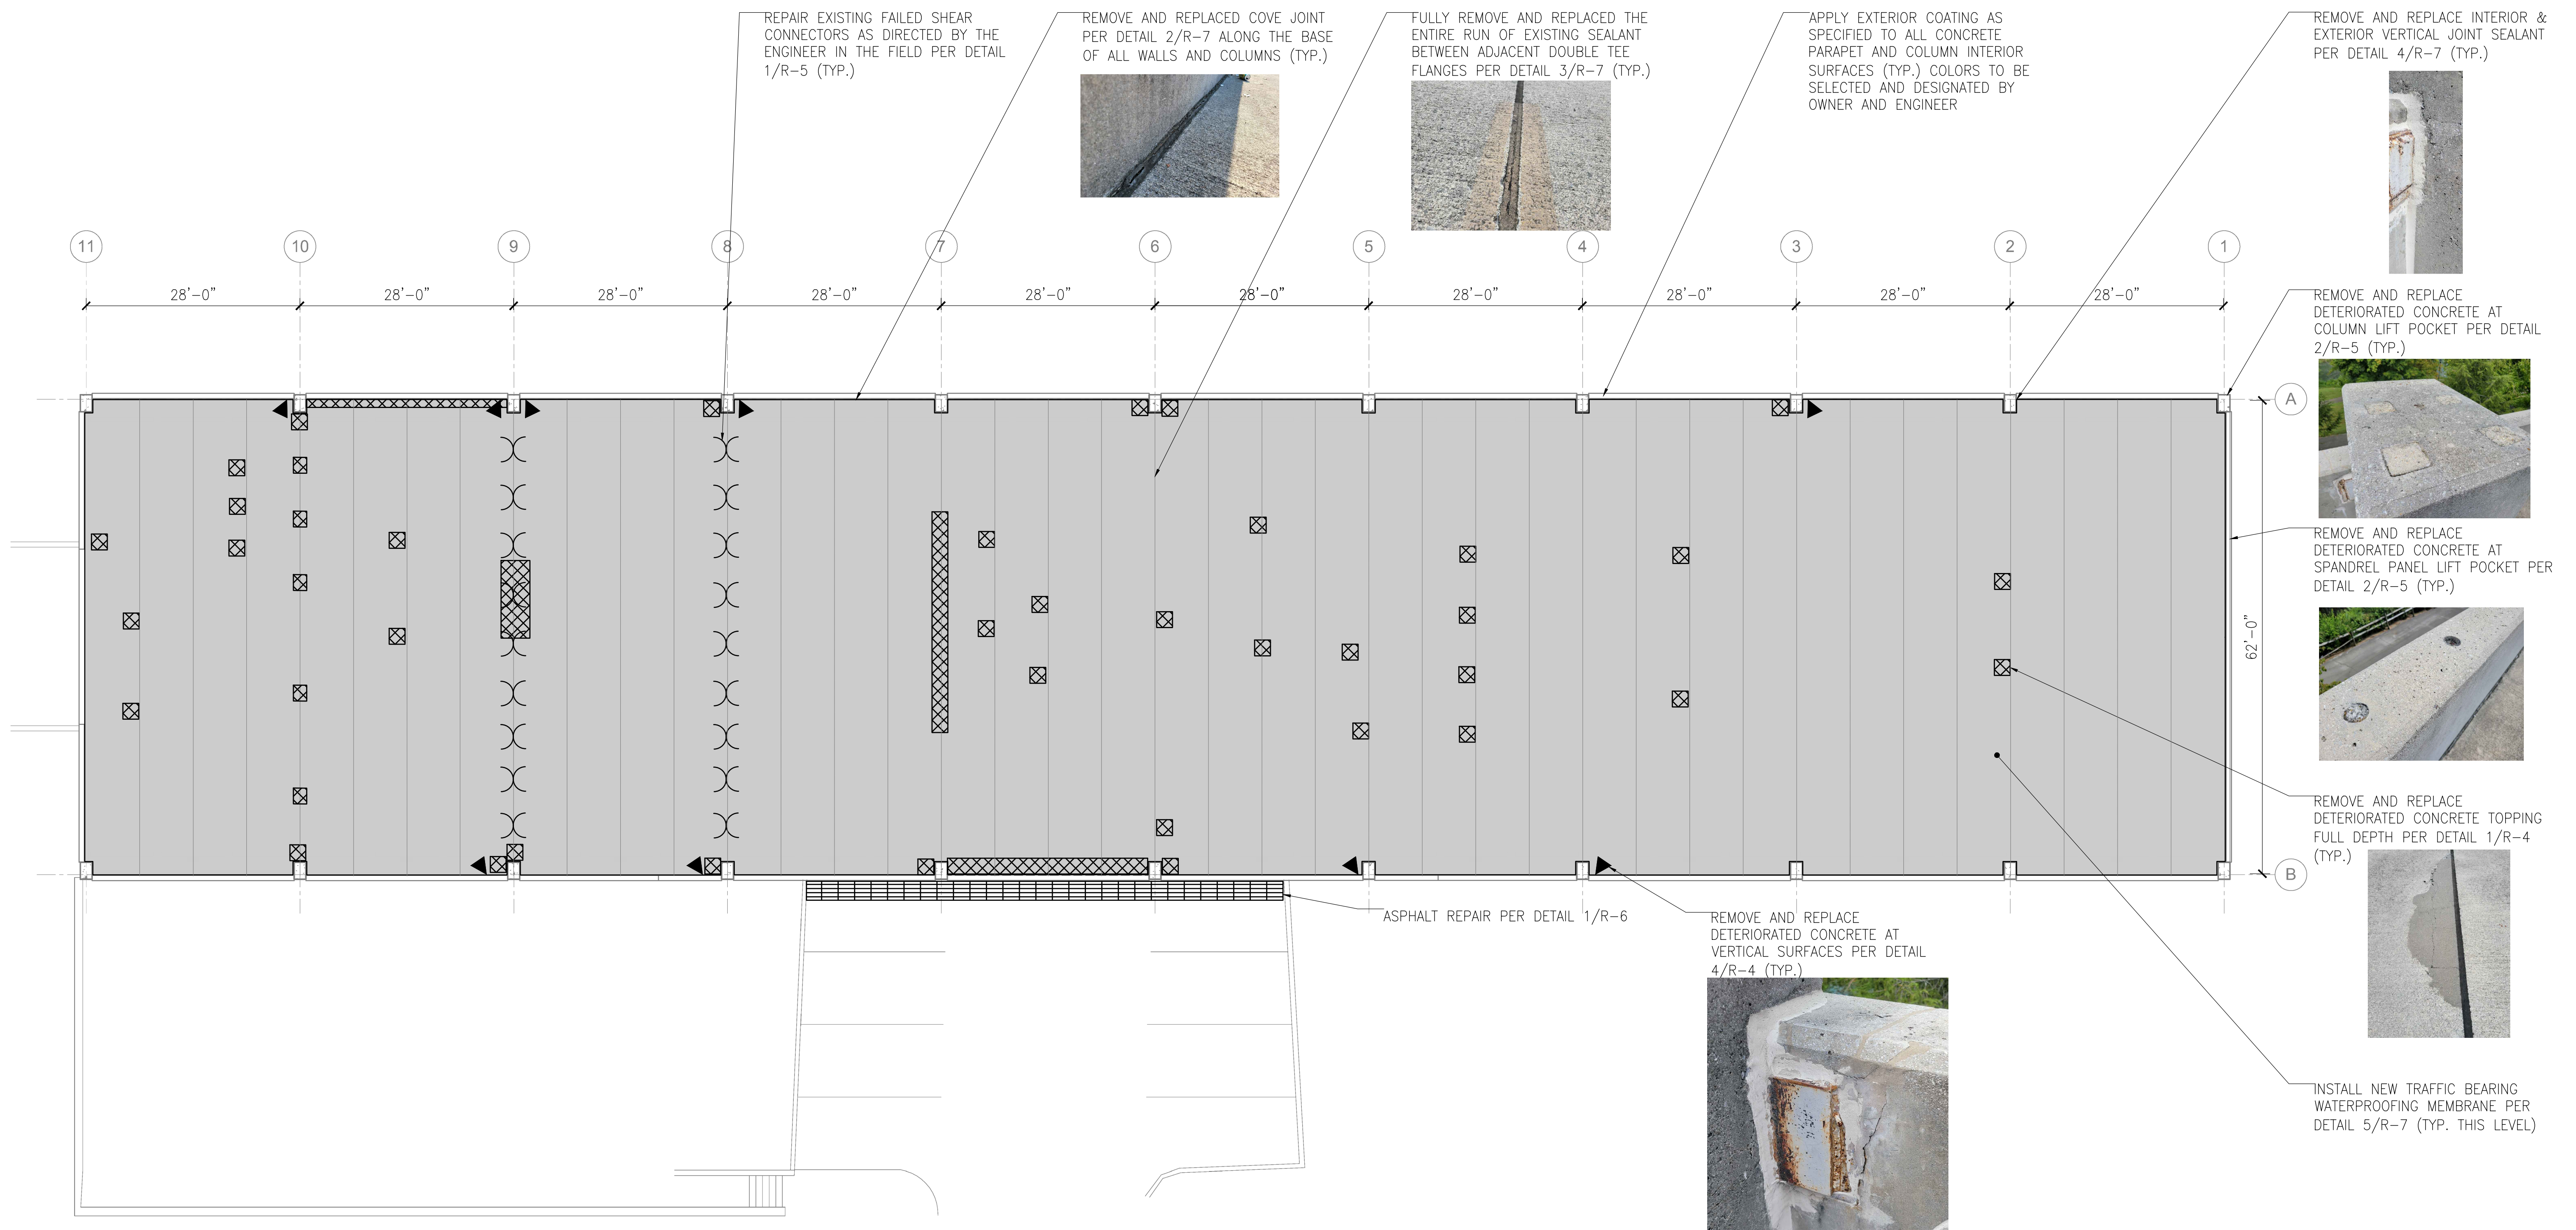 REPAIR EXISTING FAILED SHEAR
CONNECTORS AS DIRECTED BY THE
ENGINEER IN THE FIELD PER DETAIL
1/R-5 (TYP.)
REMOVE AND REPLACED COVE JOINT
PER DETAIL 2/R-7 ALONG THE BASE
OF ALL WALLS AND COLUMNS (TYP.)
FULLY REMOVE AND REPLACED THE
ENTIRE RUN OF EXISTING SEALANT
BETWEEN ADJACENT DOUBLE TEE
FLANGES PER DETAIL 3/R-7 (TYP.)
APPLY EXTERIOR COATING AS
SPECIFIED TO ALL CONCRETE
PARAPET AND COLUMN INTERIOR
SURFACES (TYP.) COLORS TO BE
SELECTED AND DESIGNATED BY
OWNER AND ENGINEER
REMOVE AND REPLACE INTERIOR &
EXTERIOR VERTICAL JOINT SEALANT
PER DETAIL 4/R-7 (TYP.)
11 10 9 8 7 6 5 4 3 2 1
28'-0" 28'-0" 28'-0" 28'-0" 28'-0" 28'-0" 28'-0" 28'-0" 28'-0" 28'-0"
REMOVE AND REPLACE
DETERIORATED CONCRETE AT
COLUMN LIFT POCKET PER DETAIL
2/R-5 (TYP.)
A
REMOVE AND REPLACE
DETERIORATED CONCRETE AT
SPANDREL PANEL LIFT POCKET PER
DETAIL 2/R-5 (TYP.)
62'-0"
REMOVE AND REPLACE
DETERIORATED CONCRETE TOPPING
FULL DEPTH PER DETAIL 1/R-4
(TYP.)
B
ASPHALT REPAIR PER DETAIL 1/R-6
REMOVE AND REPLACE
DETERIORATED CONCRETE AT
VERTICAL SURFACES PER DETAIL
4/R-4 (TYP.)
INSTALL NEW TRAFFIC BEARING
WATERPROOFING MEMBRANE PER
DETAIL 5/R-7 (TYP. THIS LEVEL)